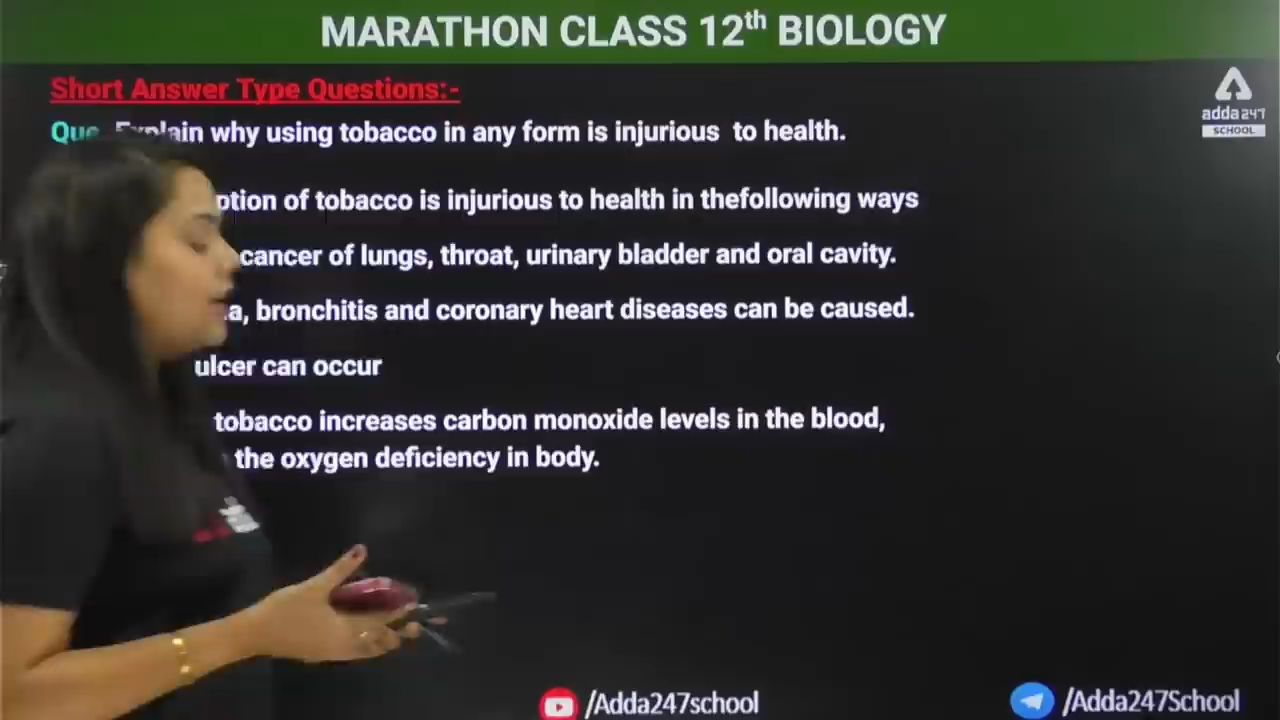 MARATHON CLASS 12th BIOLOGY
Short Answer Type Questions:-
adda247
SCHOOL
Que. Explain why using tobacco in any form is injurious to health.
of tobacco is injurious to health in thefollowing ways
cancer of lungs, throat, urinary bladder and oral cavity.
bronchitis and coronary heart diseases can be caused.
ulcer can occur
tobacco increases carbon monoxide levels in the blood,
the oxygen deficiency in body.
/Adda247school
/Adda247School